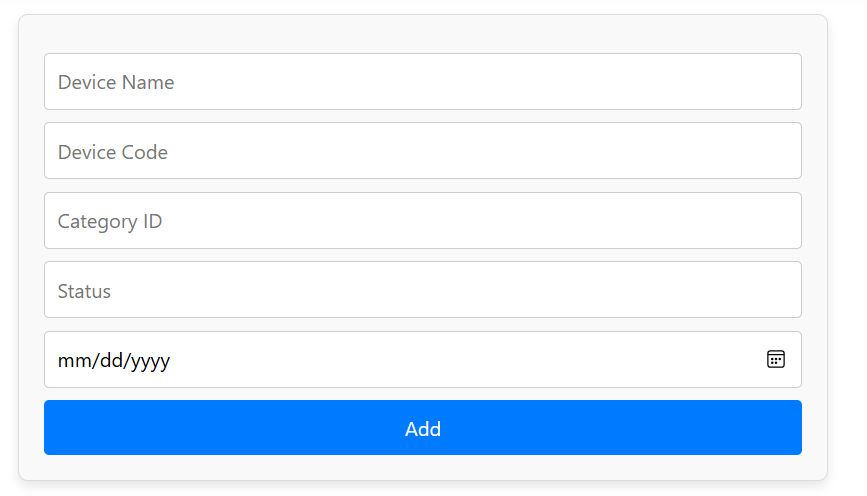 Device Name
Device Code
Category ID
Status
mm/dd/yyyy
Add